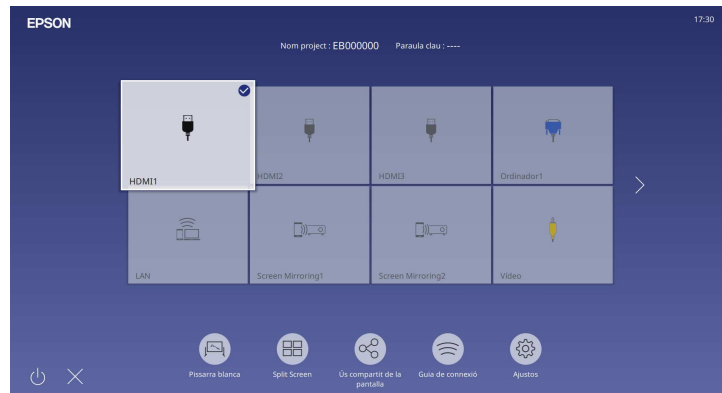 EPSON
17:30
Nom project : EB000000 Paraula clau : ----
HDMI1
HDMI2
HDMI3
Ordinador1
LAN
Screen Mirroring1
Screen Mirroring2
Vídeo
Pissarra blanca
Split Screen
Ús compartit de la
pantalla
Guia de connexió
Ajustos